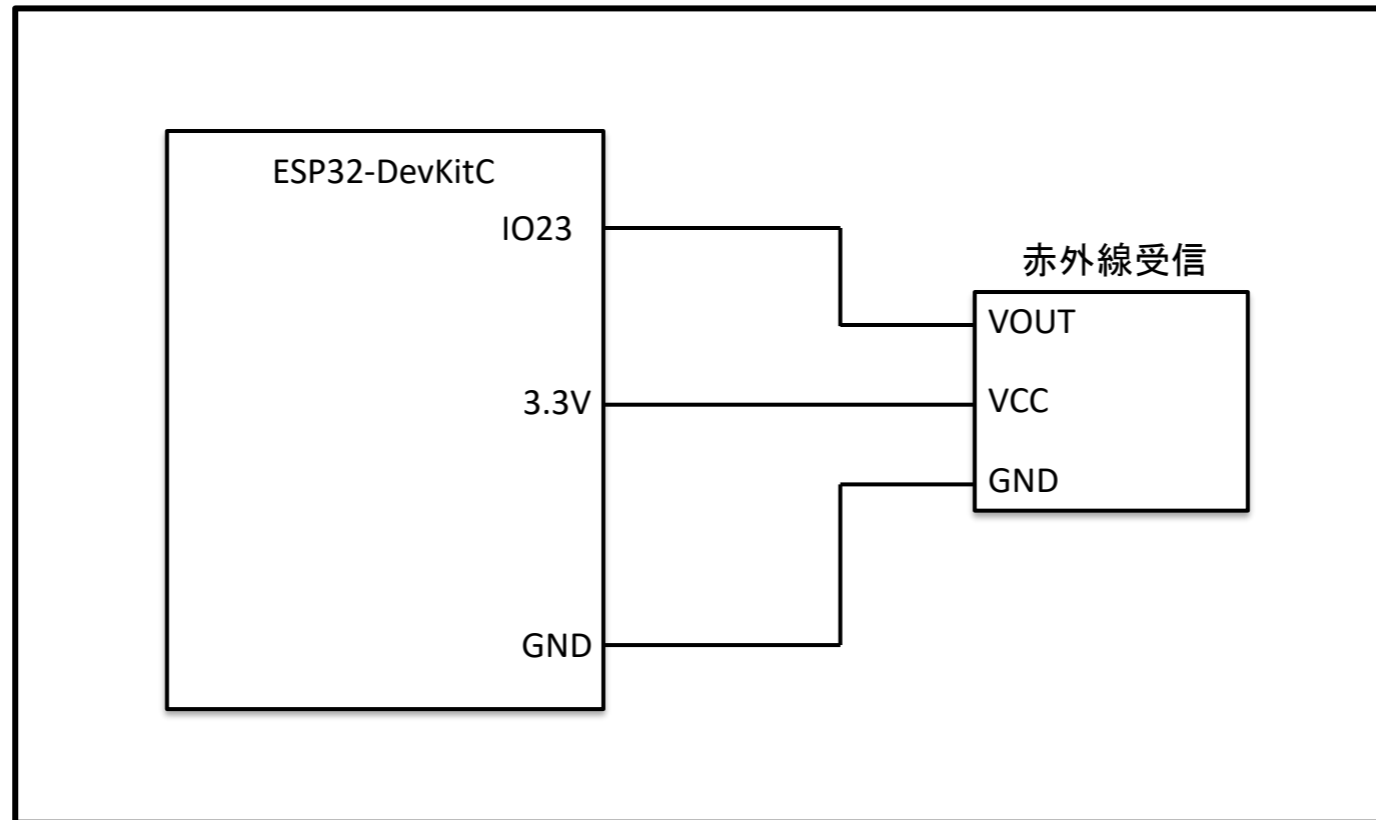 ESP32-DevKitC
IO23
3.3V
GND
赤外線受信
VOUT
VCC
GND